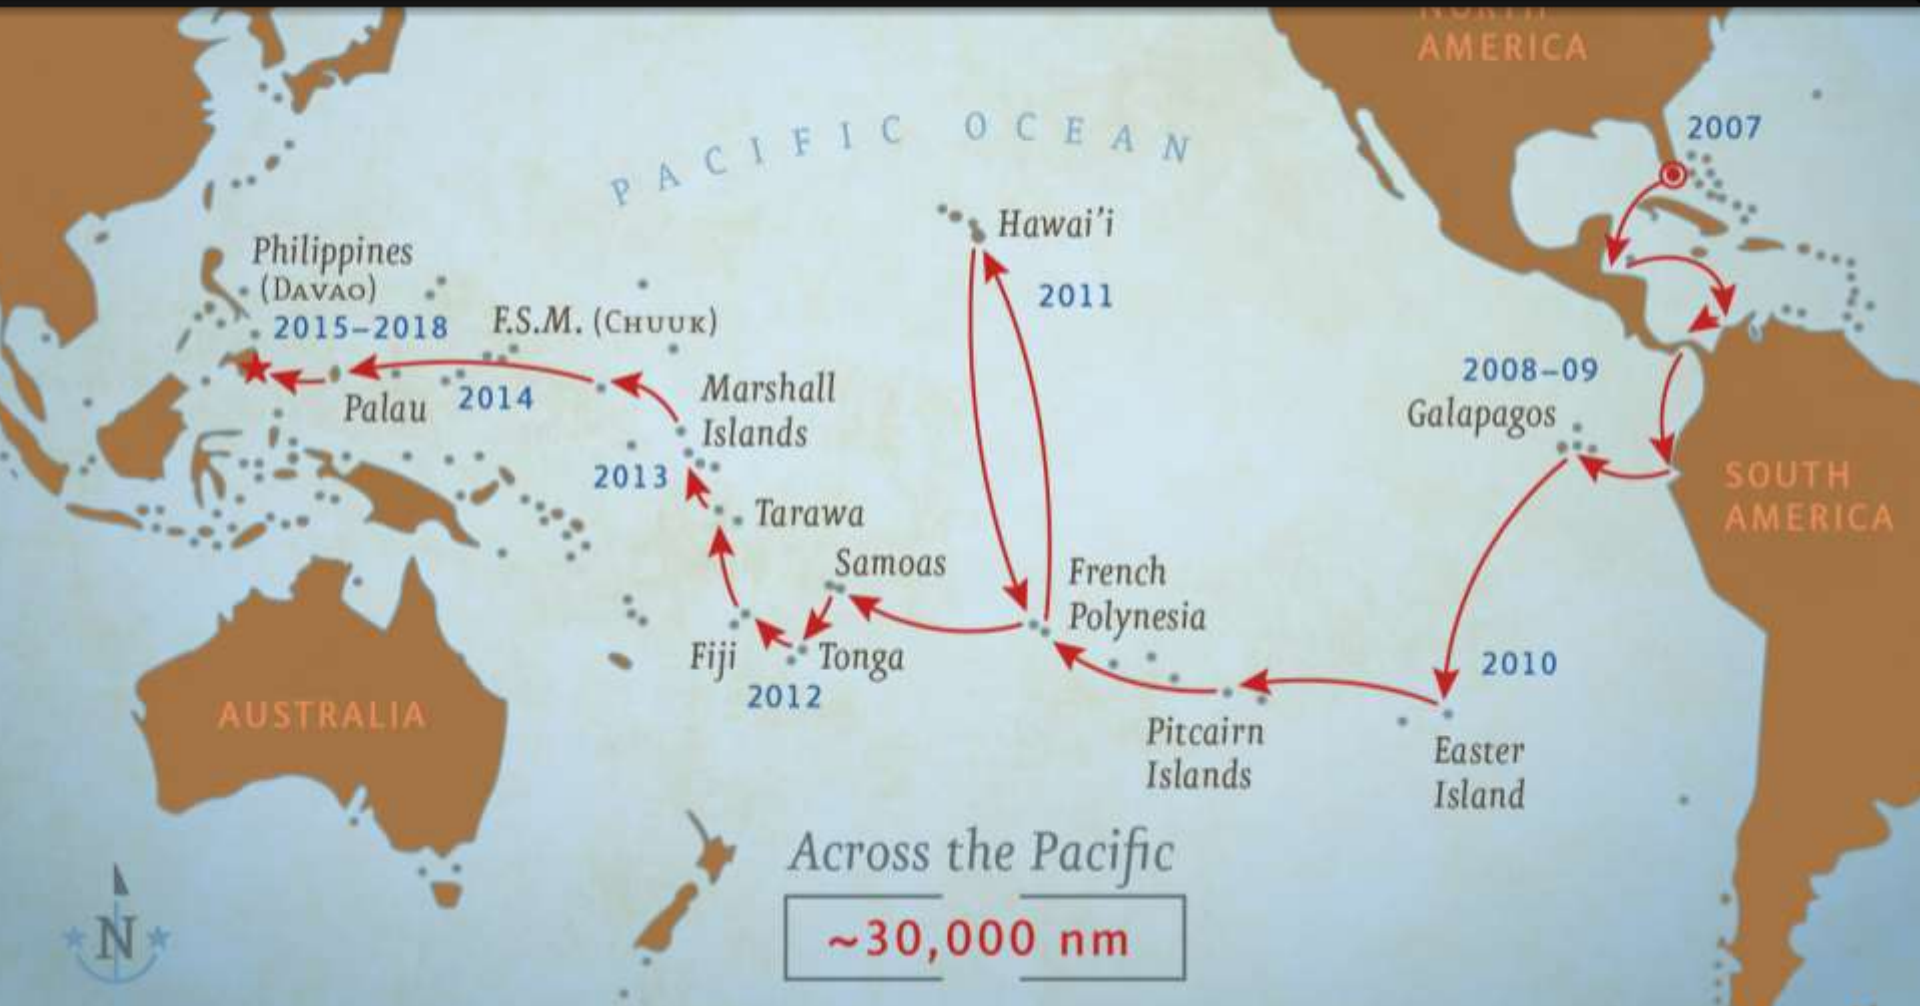 NORTH
AMERICA
2007
PACIFIC OCEAN
Hawai'i
2011
Philippines
(DAVAO)
2015–2018
F.S.M. (CHUUK)
Palau
2014
Marshall
Islands
2013
Tarawa
Samoas
French
Polynesia
2008–09
Galapagos
SOUTH
AMERICA
Fiji
Tonga
2012
2010
Pitcairn
Islands
Easter
Island
AUSTRALIA
Across the Pacific
~30,000 nm
N